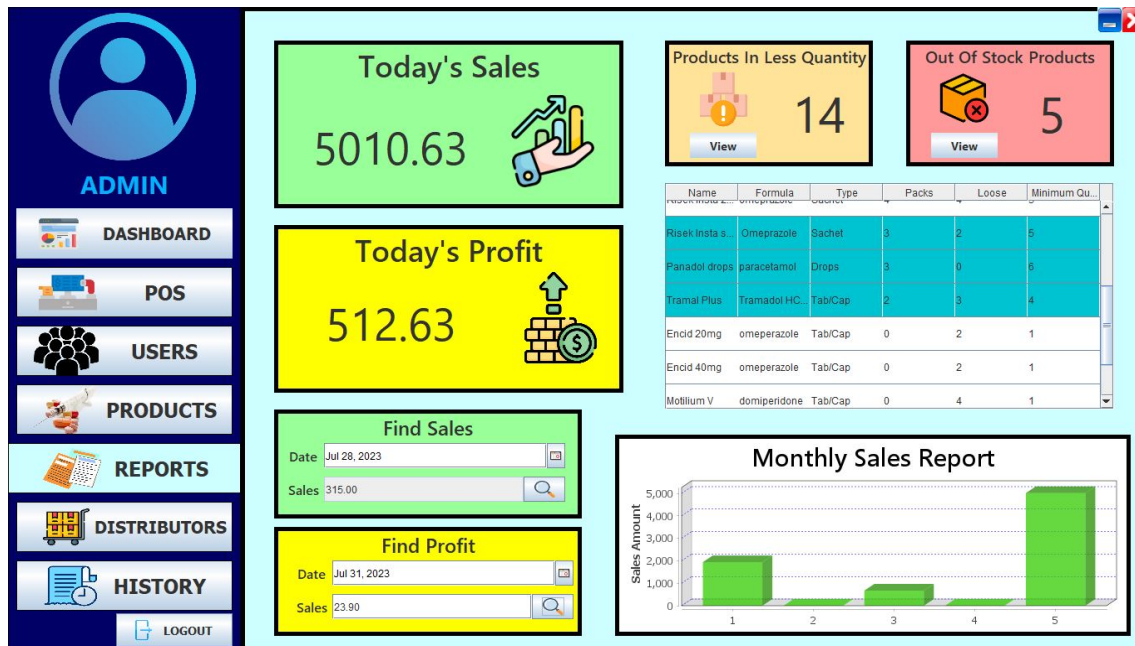 ADMIN
DASHBOARD
POS
USERS
PRODUCTS
REPORTS
DISTRIBUTORS
HISTORY
LOGOUT
Today's Sales
5010.63
Today's Profit
512.63
Find Sales
Date Jul 28, 2023
Sales 315.00
Find Profit
Date Jul 31, 2023
Sales 23.90
Products In Less Quantity
14
View
Out Of Stock Products
5
View
Name Formula Type Packs Loose Minimum Qu...
Risek Insta s... Omeprazole Sachet 3 2 5
Panadol drops paracetamol Drops 3 0 6
Tramal Plus Tramadol HC... Tab/Cap 2 3 4
Encid 20mg omeperazole Tab/Cap 0 2 1
Encid 40mg omeperazole Tab/Cap 0 2 1
Motilium V domiperidone Tab/Cap 0 4 1
Monthly Sales Report
Sales Amount
5,000
4,000
3,000
2,000
1,000
0
1 2 3 4 5